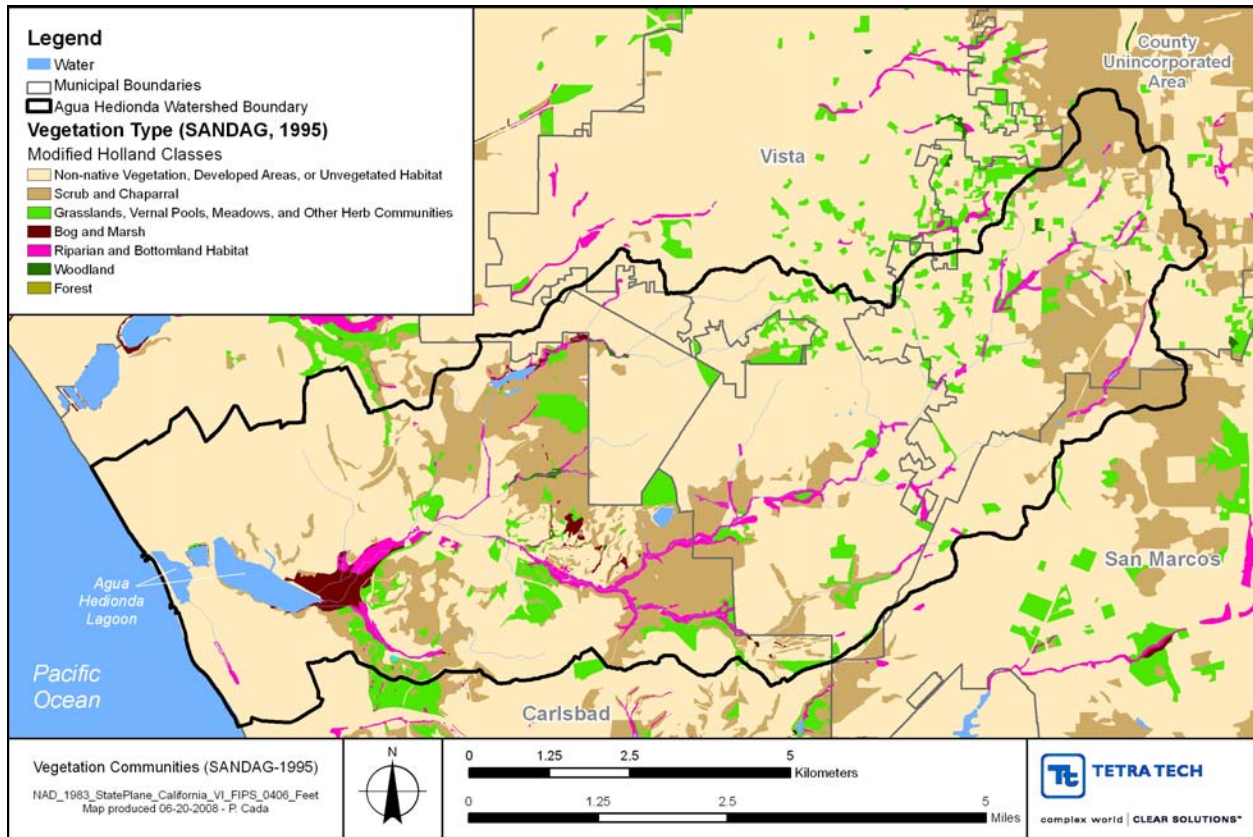 Legend
Water
Municipal Boundaries
Agua Hedionda Watershed Boundary
Vegetation Type (SANDAG, 1995)
Modified Holland Classes
Non-native Vegetation, Developed Areas, or Unvegetated Habitat
Scrub and Chaparral
Grasslands, Vernal Pools, Meadows, and Other Herb Communities
Bog and Marsh
Riparian and Bottomland Habitat
Woodland
Forest
County
Unincorporated
Area
Vista
San Marcos
Agua
Hedionda
Lagoon
Pacific
Ocean
Carlsbad
Vegetation Communities (SANDAG-1995)
NAD_1983_StatePlane_California_VI_FIPS_0406_Feet
Map produced 06-20-2008 - P. Cada
N
0 1.25 2.5 5
Kilometers
0 1.25 2.5 5
Miles
Tt TETRA TECH
complex world | CLEAR SOLUTIONS™